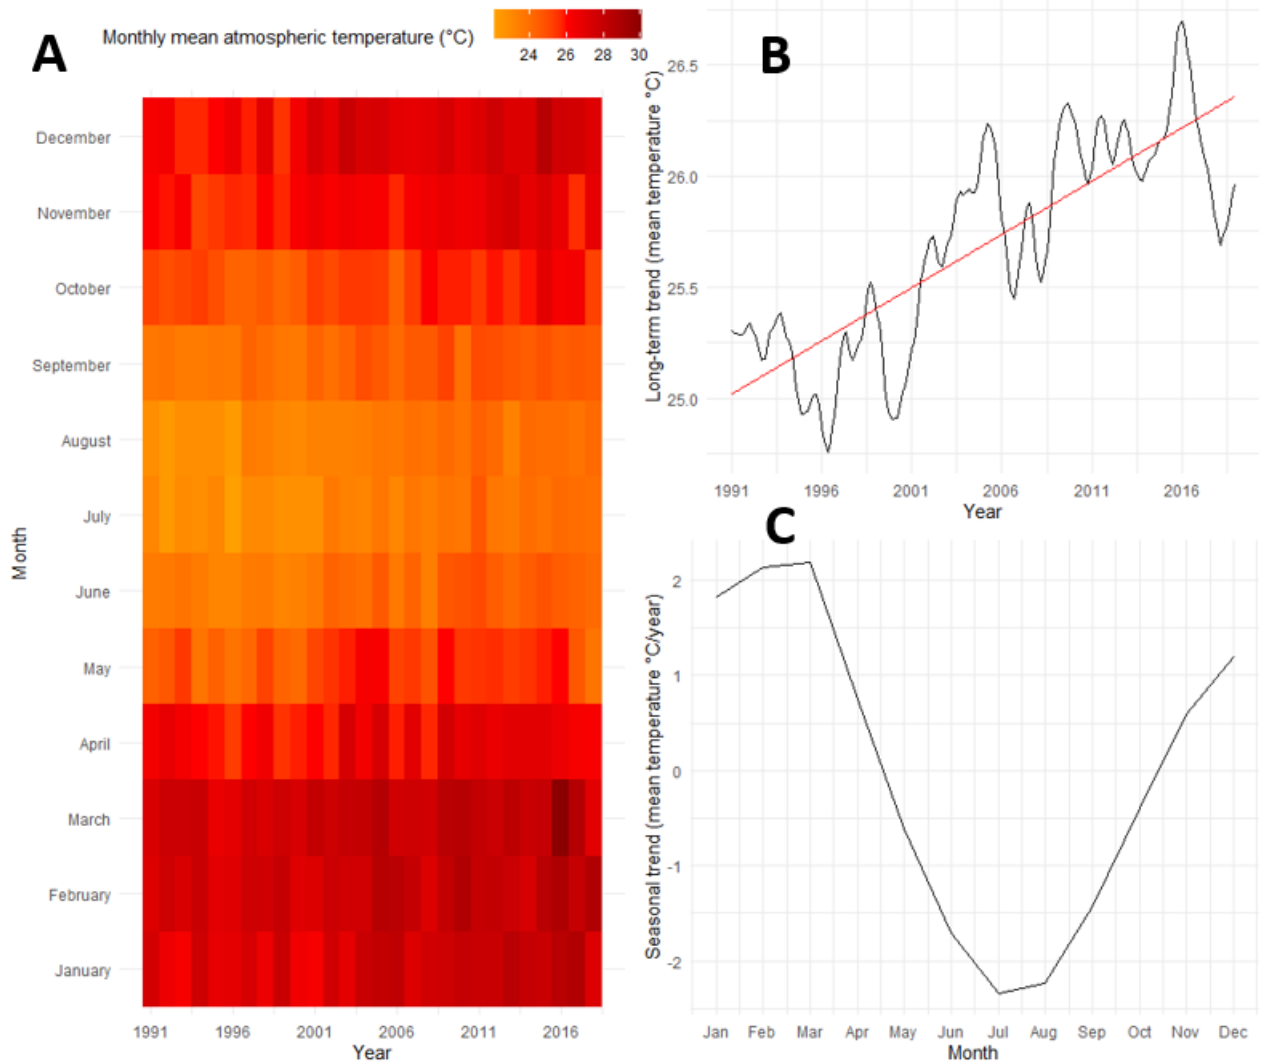 A
Monthly mean atmospheric temperature (°C)
24 26 28 30
Month
December
November
October
September
August
July
June
May
April
March
February
January
1991 1996 2001 2006 2011 2016
Year
B
Long-term trend (mean temperature °C)
26.5
26.0
25.5
25.0
1991 1996 2001 2006 2011 2016
Year
C
Seasonal trend (mean temperature °C/year)
2
1
0
-1
-2
Jan Feb Mar Apr May Jun Jul Aug Sep Oct Nov Dec
Month